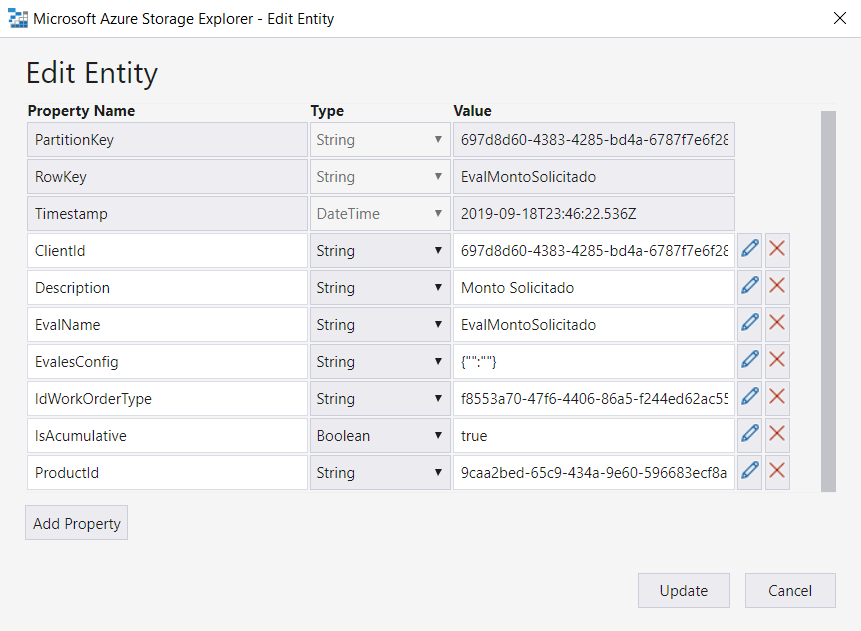 Microsoft Azure Storage Explorer - Edit Entity
Edit Entity
Property Name Type Value
PartitionKey String 697d8d60-4383-4285-bd4a-6787f7e6f28
RowKey String EvalMontoSolicitado
Timestamp DateTime 2019-09-18T23:46:22.536Z
ClientId String 697d8d60-4383-4285-bd4a-6787f7e6f28
Description String Monto Solicitado
EvalName String EvalMontoSolicitado
EvalesConfig String {"":""}
IdWorkOrderType String f8553a70-47f6-4406-86a5-f244ed62ac55
IsAcumulative Boolean true
ProductId String 9caa2bed-65c9-434a-9e60-596683ecf8a
Add Property
Update Cancel